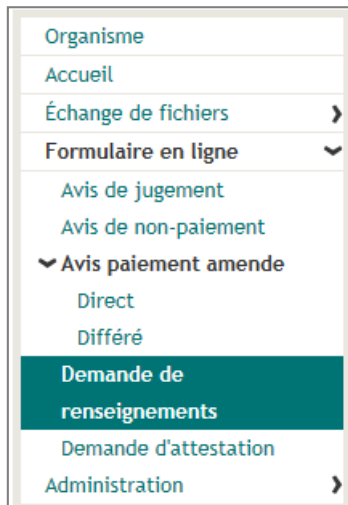 Organisme
Accueil
Échange de fichiers
Formulaire en ligne
Avis de jugement
Avis de non-paiement
Avis paiement amende
Direct
Différé
Demande de
renseignements
Demande d'attestation
Administration